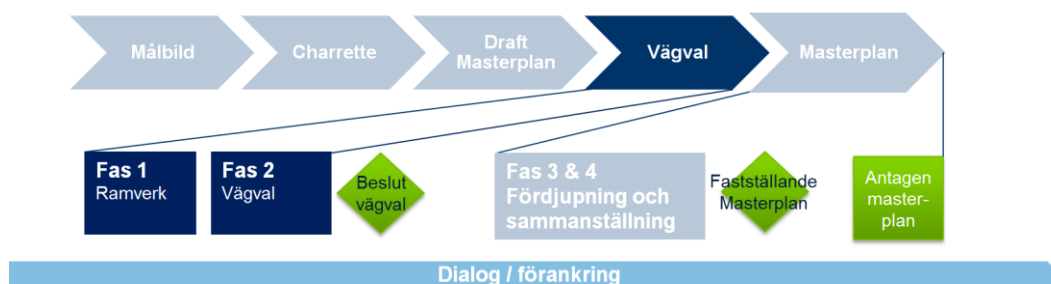 Målbild
Charrette
Draft
Masterplan
Vägval
Masterplan
Fas 1
Ramverk
Fas 2
Vägval
Beslut
vägval
Fas 3 & 4
Fördjupning och
sammanställning
Fastställande
Masterplan
Antagen
master-
plan
Dialog / förankring